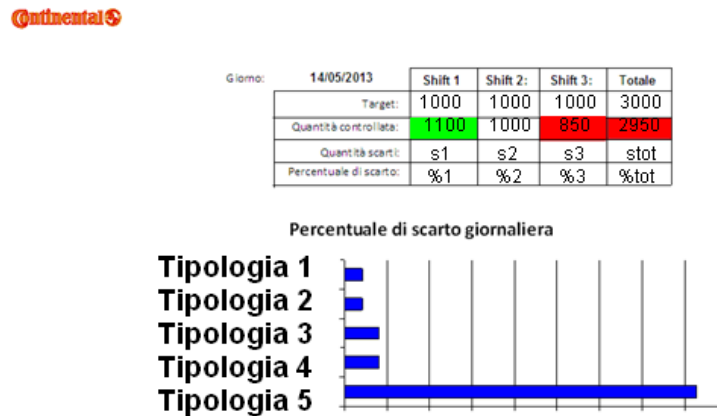 Continental
Giorno: 14/05/2013 Shift 1 Shift 2: Shift 3: Totale
Target: 1000 1000 1000 3000
Quantità controllata: 1100 1000 850 2950
Quantità scarti: s1 s2 s3 stot
Percentuale di scarto: %1 %2 %3 %tot
Percentuale di scarto giornaliera
Tipologia 1
Tipologia 2
Tipologia 3
Tipologia 4
Tipologia 5